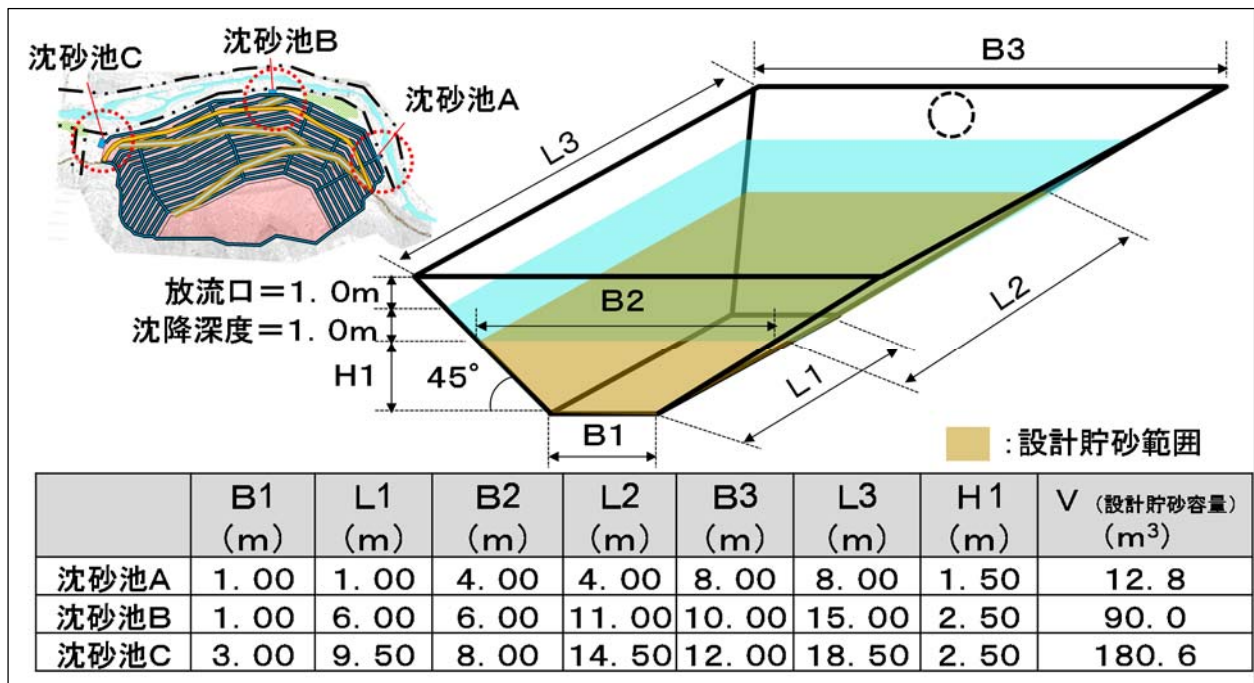 沈砂池C
沈砂池B
沈砂池A
B3
L3
放流口=1.0m
沈降深度=1.0m
H1
45°
B2
L2
L1
B1
:設計貯砂範囲
B1 (m) L1 (m) B2 (m) L2 (m) B3 (m) L3 (m) H1 (m) V (設計貯砂容量) (m³)
沈砂池A 1.00 1.00 4.00 4.00 8.00 8.00 1.50 12.8
沈砂池B 1.00 6.00 6.00 11.00 10.00 15.00 2.50 90.0
沈砂池C 3.00 9.50 8.00 14.50 12.00 18.50 2.50 180.6